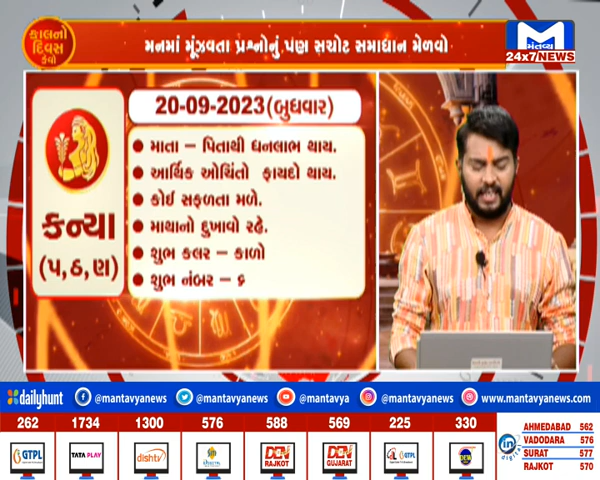 કાલનો
દિવસ
કેવો
મનમાં મૂંઝવતા પ્રશ્નોનું પણ સચોટ સમાધાન મેળવો
મંતવ્ય
24x7NEWS
20-09-2023(બુધવાર)
માતા – પિતાથી ધનલાભ થાય.
આર્થિક ઓચિંતો ફાયદો થાય.
કોઈ સફળતા મળે.
માથાનો દુખાવો રહે.
શુભ કલર – કાળો
શુભ નંબર – ૬
કન્યા
(પ,ઠ,ણ)
dailyhunt @mantavyanews @mantavyanews @mantavya @mantavyanews www.mantavyanews.com
262 1734 1300 576 588 569 225 330
GTPL TATA PLAY dishtv DEN RAJKOT DEN GUJARAT GTPL
in digital
AHMEDABAD 562
VADODARA 576
SURAT 577
RAJKOT 570